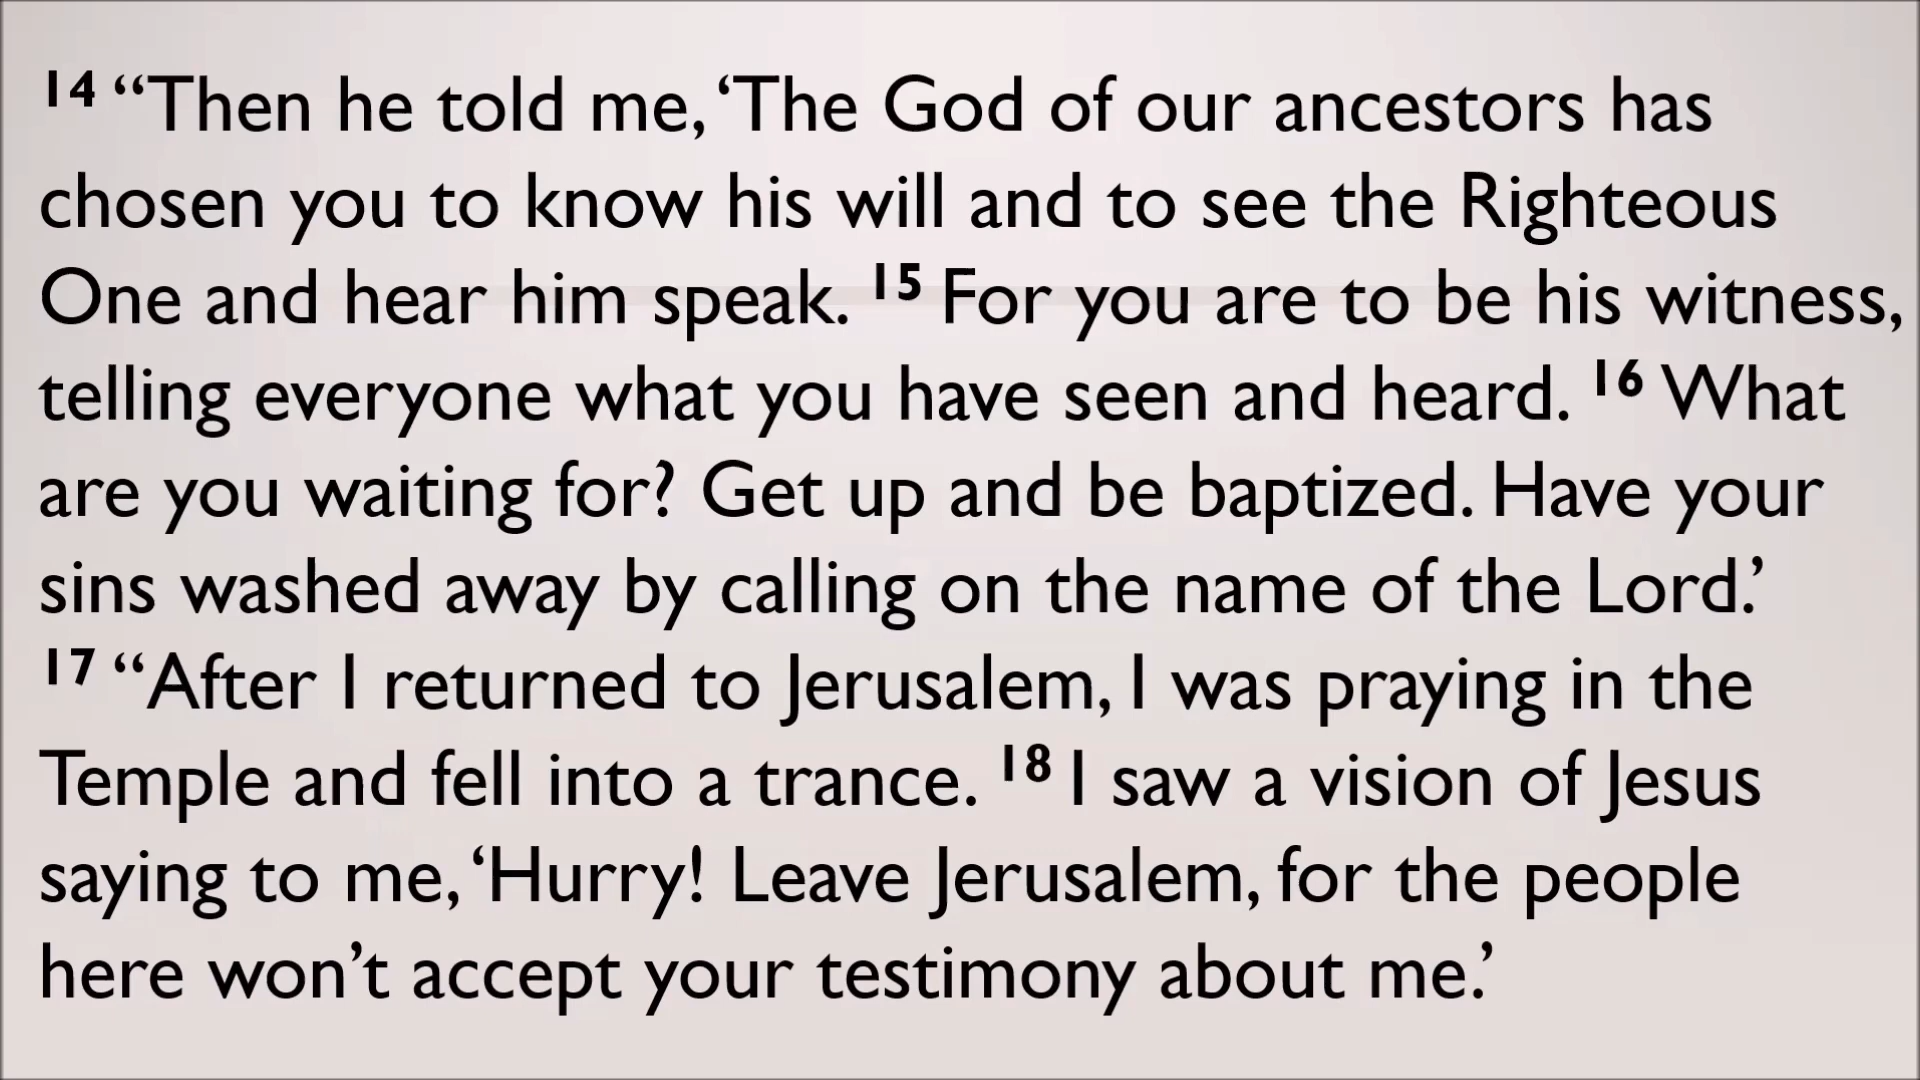 14 “Then he told me, ‘The God of our ancestors has
chosen you to know his will and to see the Righteous
One and hear him speak. 15 For you are to be his witness,
telling everyone what you have seen and heard. 16 What
are you waiting for? Get up and be baptized. Have your
sins washed away by calling on the name of the Lord.’
17 “After I returned to Jerusalem, I was praying in the
Temple and fell into a trance. 18 I saw a vision of Jesus
saying to me, ‘Hurry! Leave Jerusalem, for the people
here won’t accept your testimony about me.’